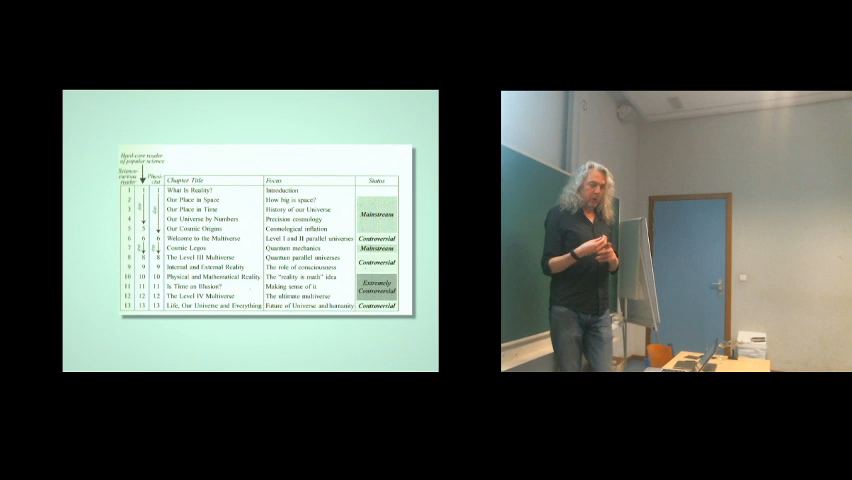 Hard-core reader
of popular science
Science-
curious
reader
Physi-
cist
Chapter Title Focus Status
1 1 1 What Is Reality? Introduction
2 Our Place in Space How big is space?
3 Our Place in Time History of our Universe Mainstream
4 Our Universe by Numbers Precision cosmology
5 5 Our Cosmic Origins Cosmological inflation
6 6 6 Welcome to the Multiverse Level I and II parallel universes Controversial
7 Cosmic Legos Quantum mechanics Mainstream
8 8 8 The Level III Multiverse Quantum parallel universes Controversial
9 9 9 Internal and External Reality The role of consciousness
10 10 10 Physical and Mathematical Reality The "reality is math" idea Extremely
11 11 11 Is Time an Illusion? Making sense of it Controversial
12 12 12 The Level IV Multiverse The ultimate multiverse
13 13 13 Life, Our Universe and Everything Future of Universe and humanity Controversial